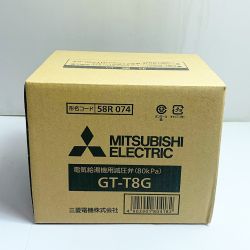 形名コード 58R 074
MITSUBISHI
ELECTRIC
電気給湯機用減圧弁(80kPa)
GT-T8G
三菱電機株式会社